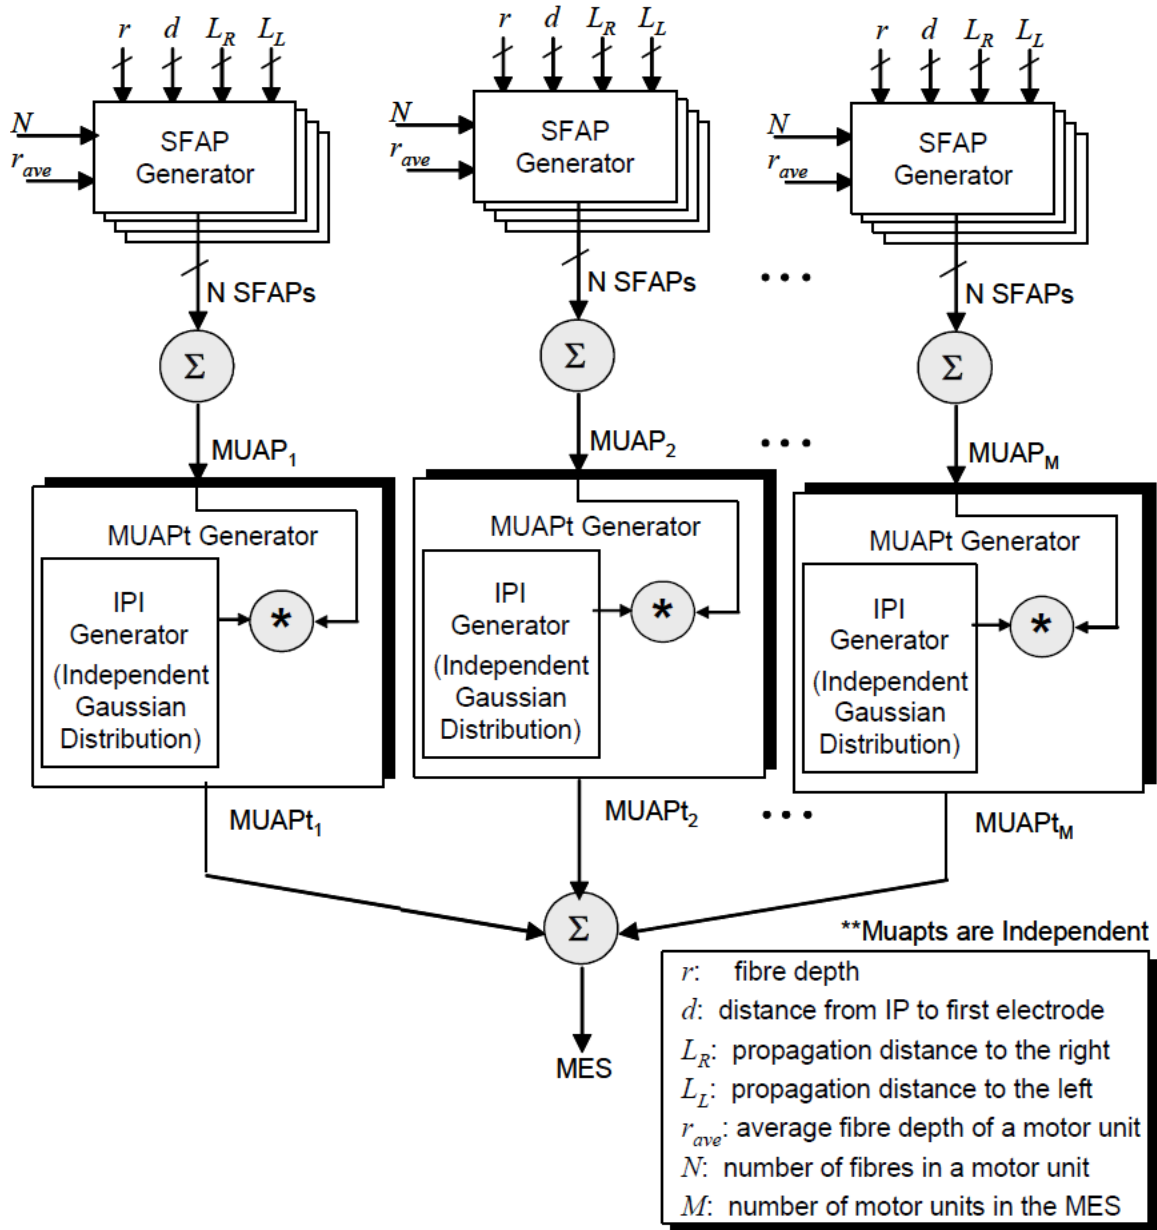 r d L_R L_L
N
r_ave
SFAP
Generator
N SFAPs
Σ
MUAP_1
MUAPt Generator
IPI
Generator
(Independent
Gaussian
Distribution)
*
MUAPt_1
r d L_R L_L
N
r_ave
SFAP
Generator
N SFAPs
Σ
MUAP_2
MUAPt Generator
IPI
Generator
(Independent
Gaussian
Distribution)
*
MUAPt_2
• • •
• • •
• • •
r d L_R L_L
N
r_ave
SFAP
Generator
N SFAPs
Σ
MUAP_M
MUAPt Generator
IPI
Generator
(Independent
Gaussian
Distribution)
*
MUAPt_M
Σ
MES
**Muapts are Independent
r: fibre depth
d: distance from IP to first electrode
L_R: propagation distance to the right
L_L: propagation distance to the left
r_ave: average fibre depth of a motor unit
N: number of fibres in a motor unit
M: number of motor units in the MES